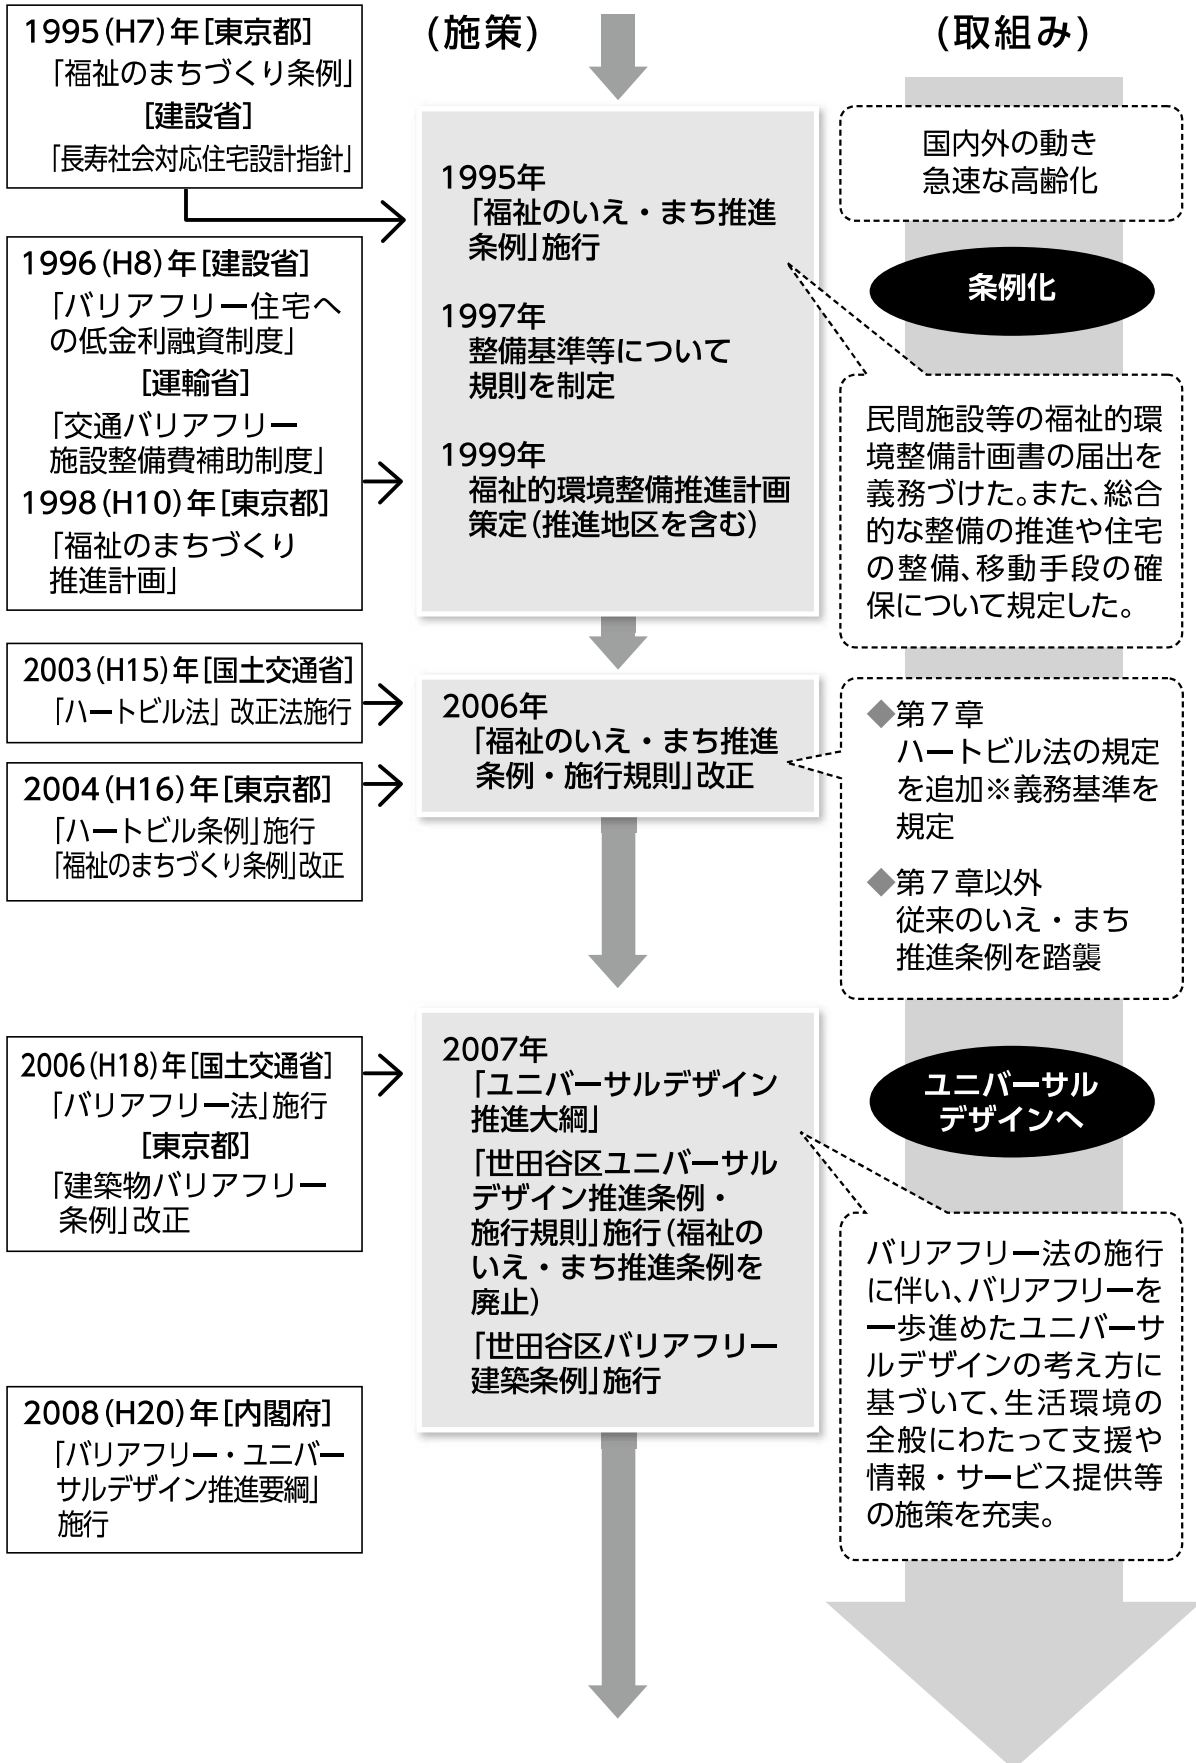 1995(H7)年[東京都]
「福祉のまちづくり条例」
[建設省]
「長寿社会対応住宅設計指針」
1996(H8)年[建設省]
「バリアフリー住宅へ
の低金利融資制度」
[運輸省]
「交通バリアフリー
施設整備費補助制度」
1998(H10)年[東京都]
「福祉のまちづくり
推進計画」
2003(H15)年[国土交通省]
「ハートビル法」改正法施行
2004(H16)年[東京都]
「ハートビル条例」施行
「福祉のまちづくり条例」改正
2006(H18)年[国土交通省]
「バリアフリー法」施行
[東京都]
「建築物バリアフリー
条例」改正
2008(H20)年[内閣府]
「バリアフリー・ユニバー
サルデザイン推進要綱」
施行
(施策)
1995年
「福祉のいえ・まち推進
条例」施行
1997年
整備基準等について
規則を制定
1999年
福祉的環境整備推進計画
策定(推進地区を含む)
2006年
「福祉のいえ・まち推進
条例・施行規則」改正
2007年
「ユニバーサルデザイン
推進大綱」
「世田谷区ユニバーサル
デザイン推進条例・
施行規則」施行(福祉の
いえ・まち推進条例を
廃止)
「世田谷区バリアフリー
建築条例」施行
(取組み)
国内外の動き
急速な高齢化
条例化
民間施設等の福祉的環
境整備計画書の届出を
義務づけた。また、総合
的な整備の推進や住宅
の整備、移動手段の確
保について規定した。
◆第7章
ハートビル法の規定
を追加※義務基準を
規定
◆第7章以外
従来のいえ・まち
推進条例を踏襲
ユニバーサル
デザインへ
バリアフリー法の施行
に伴い、バリアフリーを
一歩進めたユニバーサ
ルデザインの考え方に
基づいて、生活環境の
全般にわたって支援や
情報・サービス提供等
の施策を充実。